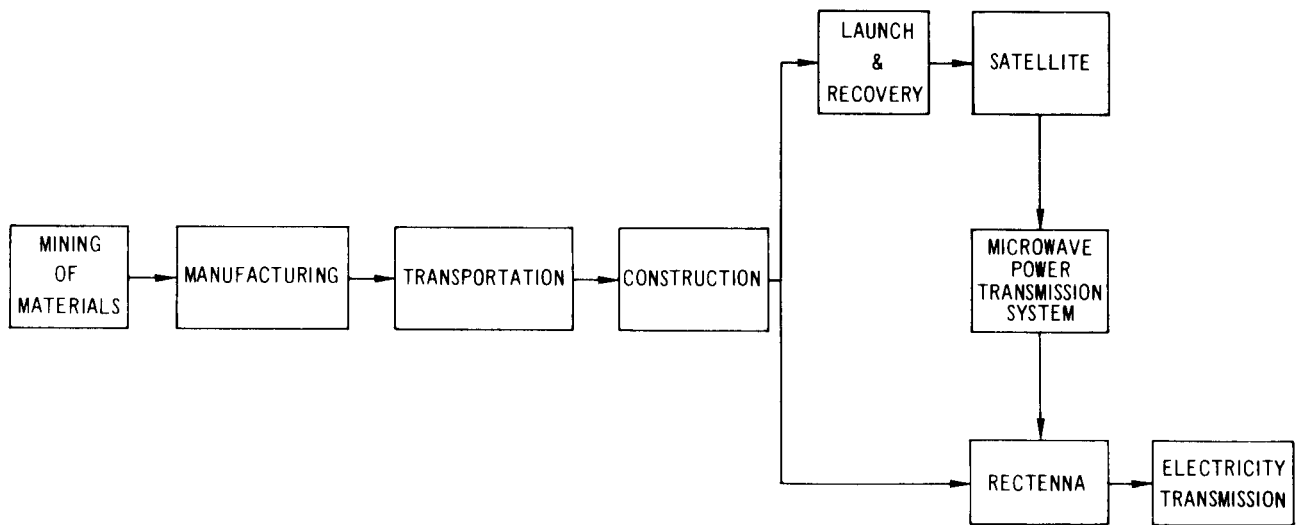 MINING
OF
MATERIALS
MANUFACTURING
TRANSPORTATION
CONSTRUCTION
LAUNCH
&
RECOVERY
SATELLITE
MICROWAVE
POWER
TRANSMISSION
SYSTEM
RECTENNA
ELECTRICITY
TRANSMISSION